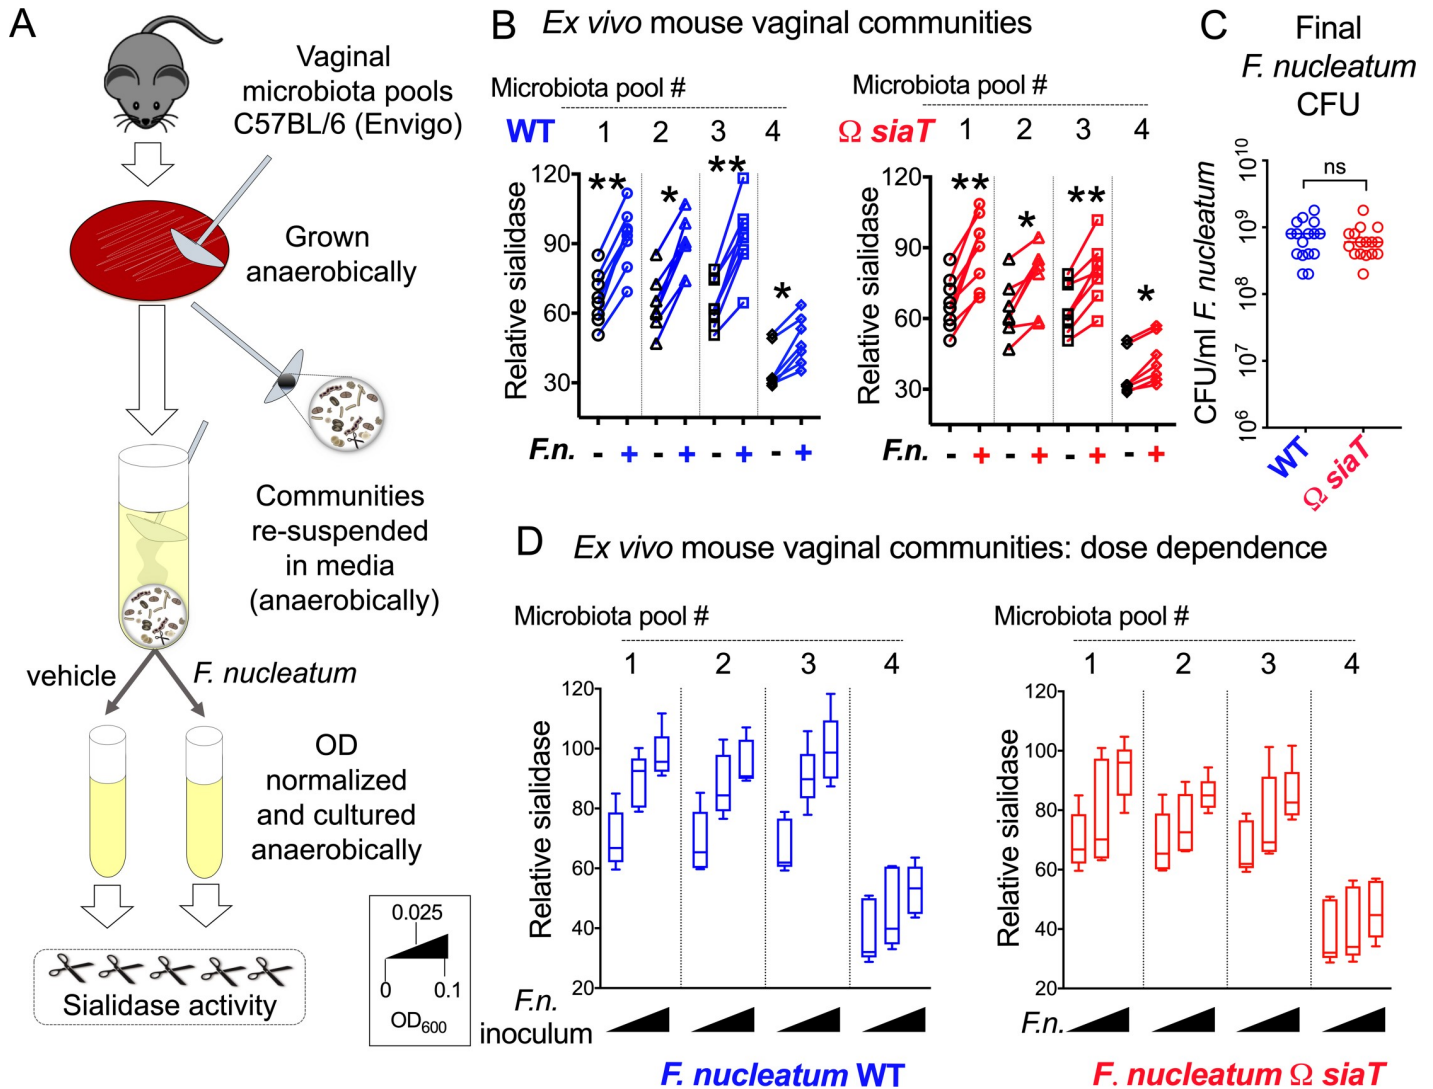 A
Vaginal
microbiota pools
C57BL/6 (Envigo)
Grown
anaerobically
Communities
re-suspended
in media
(anaerobically)
vehicle
F. nucleatum
OD
normalized
and cultured
anaerobically
Sialidase activity
0.025
0 0.1
OD600
B Ex vivo mouse vaginal communities
Microbiota pool #
WT 1 2 3 4
Relative sialidase
120
90
60
30
** * ** *
F.n. - + - + - + - +
Microbiota pool #
Ω siaT 1 2 3 4
Relative sialidase
120
90
60
30
** * ** *
F.n. - + - + - + - +
C Final
F. nucleatum
CFU
CFU/ml F. nucleatum
10^10
10^9
10^8
10^7
10^6
ns
WT
Ω siaT
D Ex vivo mouse vaginal communities: dose dependence
Microbiota pool #
1 2 3 4
Relative sialidase
120
100
80
60
40
20
F.n.
inoculum
F. nucleatum WT
Microbiota pool #
1 2 3 4
Relative sialidase
120
100
80
60
40
20
F.n.
F. nucleatum Ω siaT